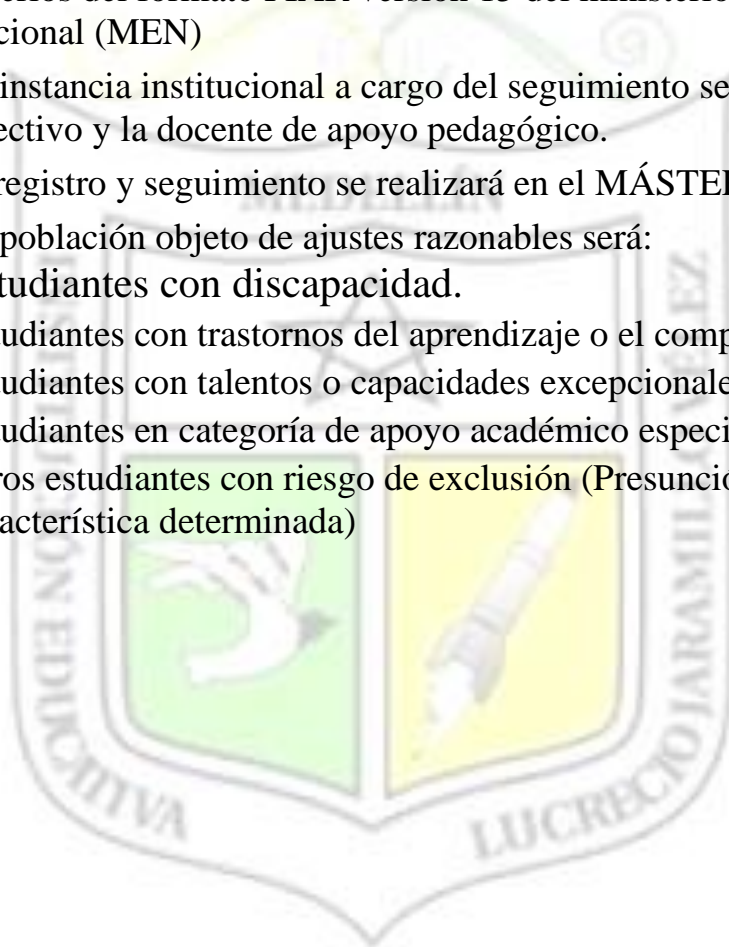 cional (MEN)
instancia institucional a cargo del seguimiento se
ectivo y la docente de apoyo pedagógico.
registro y seguimiento se realizará en el MÁSTE
población objeto de ajustes razonables será:
tudiantes con discapacidad.
udiantes con trastornos del aprendizaje o el comp
udiantes con talentos o capacidades excepcionale
udiantes en categoría de apoyo académico especi
ros estudiantes con riesgo de exclusión (Presunció
acterística determinada)
MEDELLÍN
EDUCATIVA
LUCRECIO JARAMILLO VÉLEZ